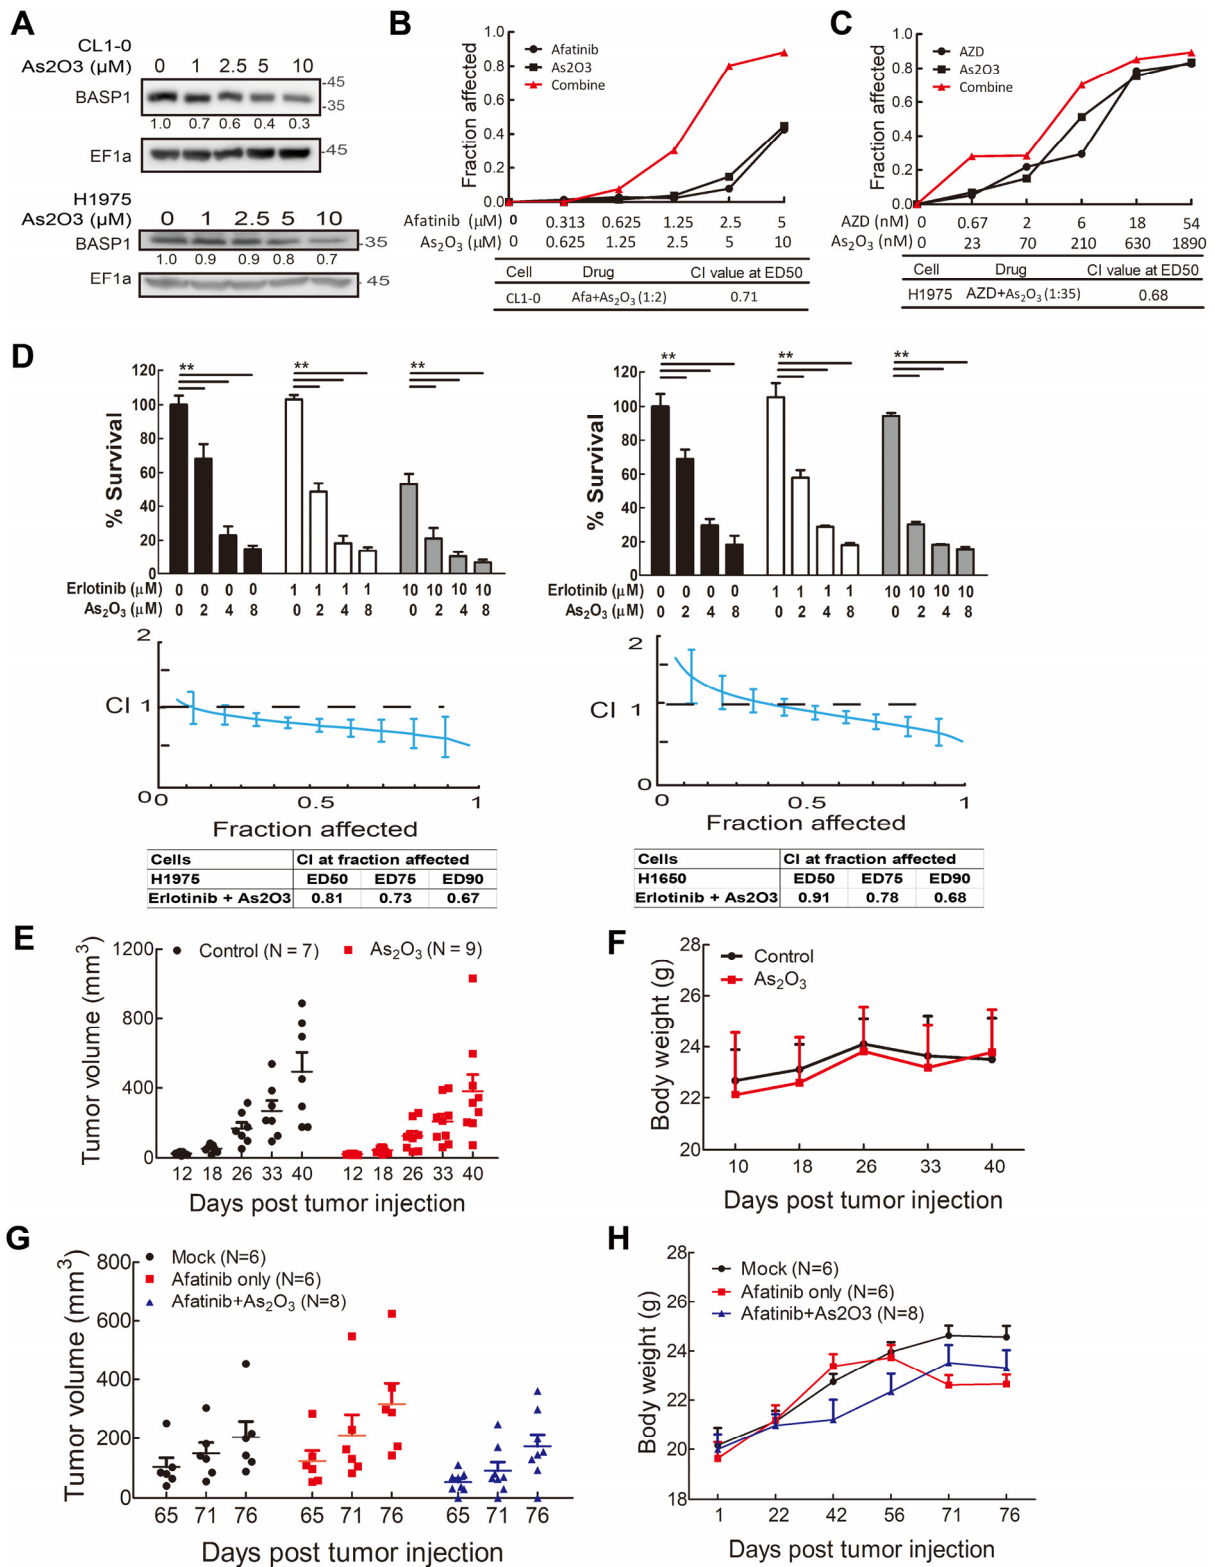 A
CL1-0
As2O3 (μM) 0 1 2.5 5 10
BASP1
-45
-35
1.0 0.7 0.6 0.4 0.3
EF1a
-45
H1975
As2O3 (μM) 0 1 2.5 5 10
BASP1
-35
1.0 0.9 0.9 0.8 0.7
EF1a
- 45
B
Fraction affected
1.0
0.8
0.6
0.4
0.2
0.0
Afatinib
As2O3
Combine
Afatinib (μM) 0 0.313 0.625 1.25 2.5 5
As₂O₃ (μM) 0 0.625 1.25 2.5 5 10
Cell Drug CI value at ED50
CL1-0 Afa+As₂O₃ (1:2) 0.71
C
Fraction affected
1.0
0.8
0.6
0.4
0.2
0.0
AZD
As2O3
Combine
AZD (nM) 0 0.67 2 6 18 54
As₂O₃ (nM) 0 23 70 210 630 1890
Cell Drug CI value at ED50
H1975 AZD+As₂O₃ (1:35) 0.68
D
% Survival
120
100
80
60
40
20
0
** ** **
Erlotinib (μM) 0 0 0 0 1 1 1 1 10 10 10 10
As₂O₃ (μM) 0 2 4 8 0 2 4 8 0 2 4 8
% Survival
120
100
80
60
40
20
0
** ** **
Erlotinib (μM) 0 0 0 0 1 1 1 1 10 10 10 10
As₂O₃ (μM) 0 2 4 8 0 2 4 8 0 2 4 8
2
CI 1
0
0 0.5 1
Fraction affected
Cells CI at fraction affected
H1975 ED50 ED75 ED90
Erlotinib + As2O3 0.81 0.73 0.67
2
CI 1
0
0 0.5 1
Fraction affected
Cells CI at fraction affected
H1650 ED50 ED75 ED90
Erlotinib + As2O3 0.91 0.78 0.68
E
Tumor volume (mm³)
1200
800
400
0
Control (N = 7) As₂O₃ (N = 9)
12 18 26 33 40 12 18 26 33 40
Days post tumor injection
F
Body weight (g)
28
26
24
22
20
Control
As₂O₃
10 18 26 33 40
Days post tumor injection
G
Tumor volume (mm³)
800
600
400
200
0
Mock (N=6)
Afatinib only (N=6)
Afatinib+As₂O₃ (N=8)
65 71 76 65 71 76 65 71 76
Days post tumor injection
H
Body weight (g)
28
26
24
22
20
18
Mock (N=6)
Afatinib only (N=6)
Afatinib+As2O3 (N=8)
1 22 42 56 71 76
Days post tumor injection